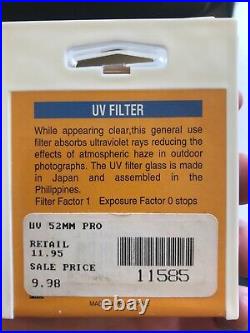 UV FILTER
While appearing clear,this general use
filter absorbs ultraviolet rays reducing the
effects of atmospheric haze in outdoor
photographs. The UV filter glass is made
in Japan and assembled in the
Philippines.
Filter Factor 1 Exposure Factor 0 stops
UV 52MM PRO
RETAIL
11.95
SALE PRICE
9.98
11585